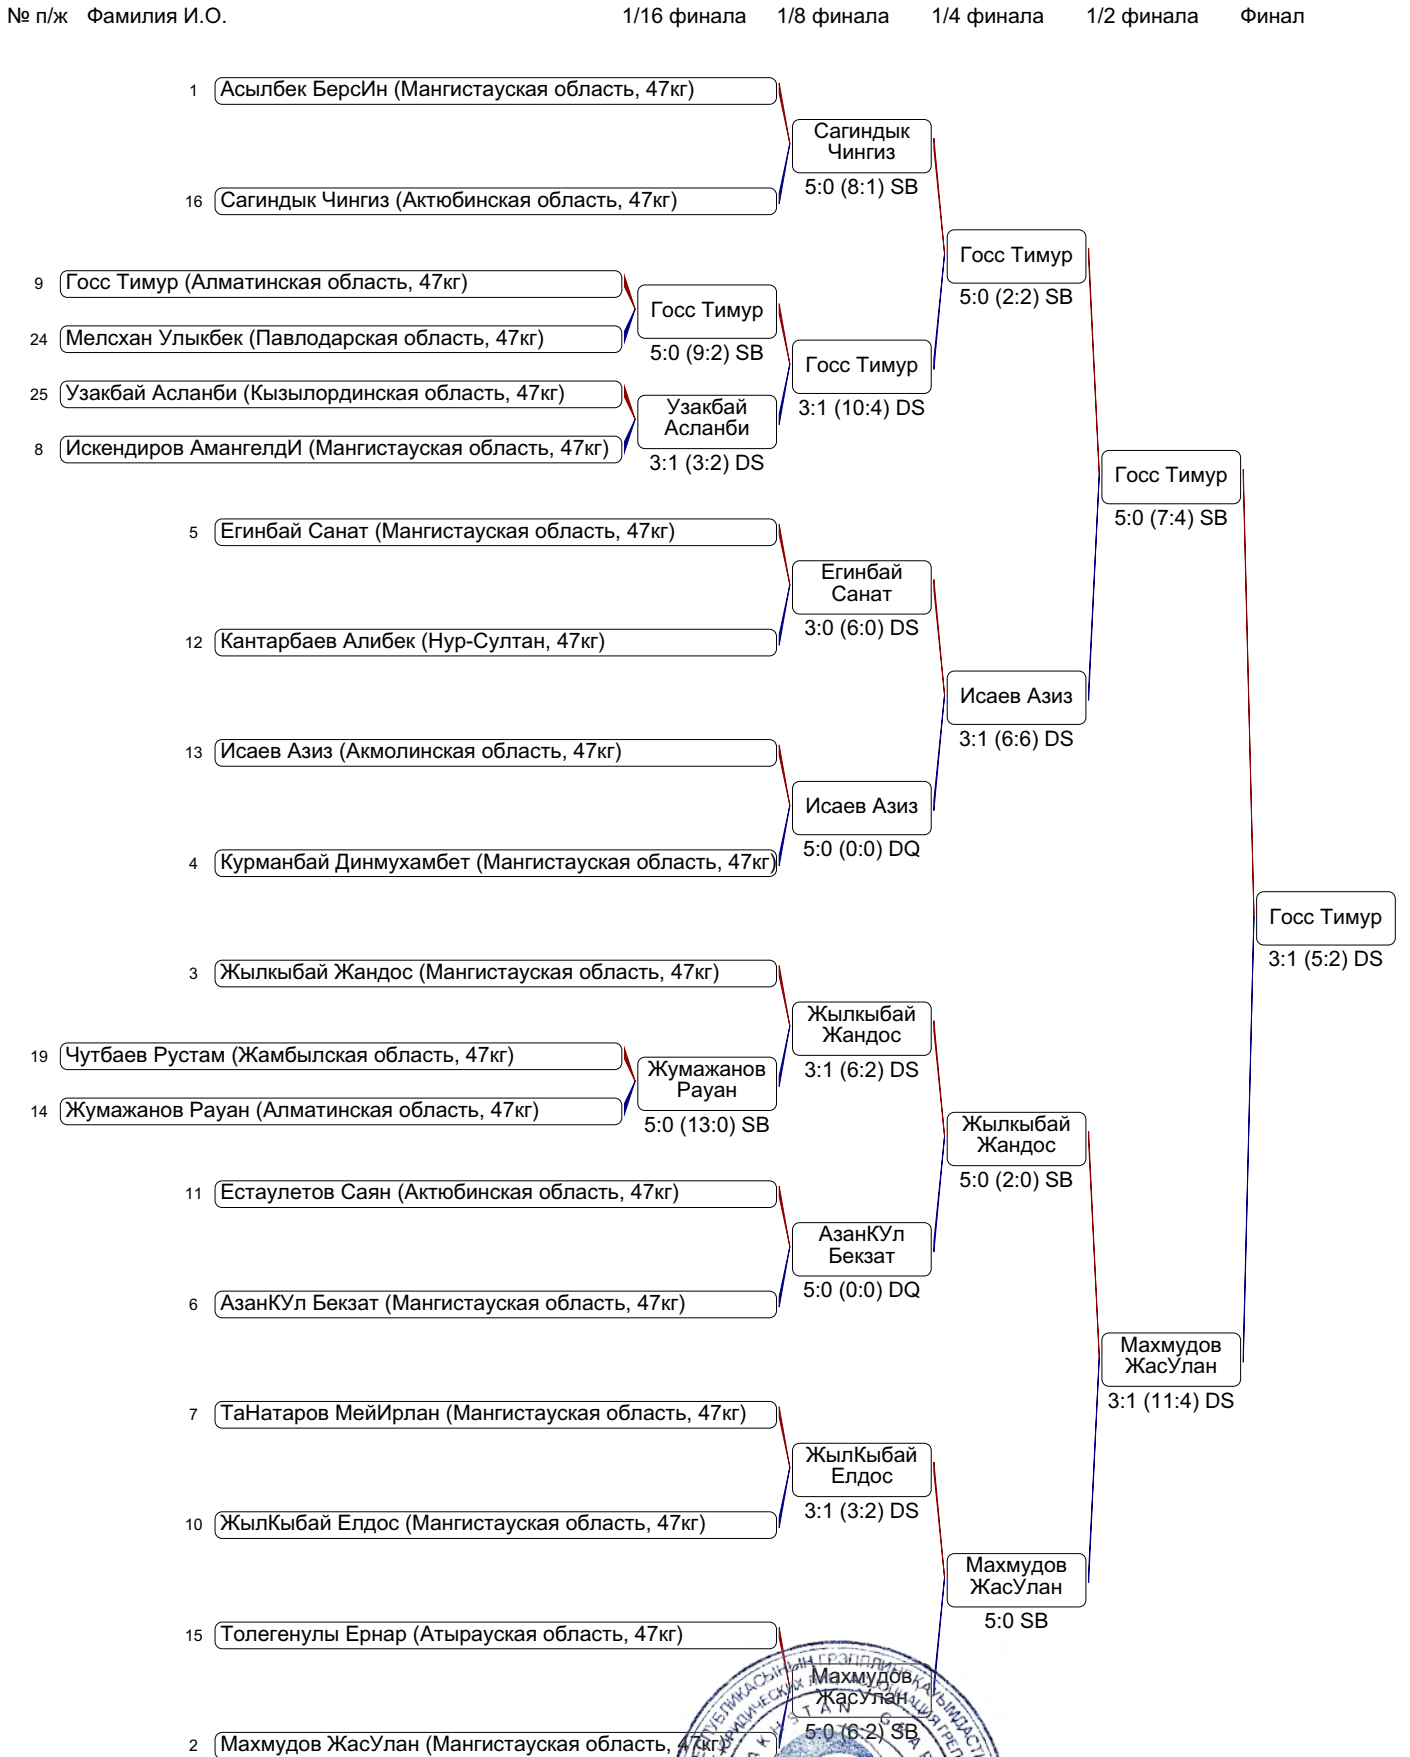 № п/ж Фамилия И.О. 1/16 финала 1/8 финала 1/4 финала 1/2 финала Финал
1 Асылбек БерсИн (Мангистауская область, 47кг)
Сагиндык
Чингиз
5:0 (8:1) SB
16 Сагиндык Чингиз (Актюбинская область, 47кг)
Госс Тимур
5:0 (2:2) SB
9 Госс Тимур (Алматинская область, 47кг)
Госс Тимур
5:0 (9:2) SB
24 Мелсхан Улыкбек (Павлодарская область, 47кг)
Госс Тимур
3:1 (10:4) DS
25 Узакбай Асланби (Кызылординская область, 47кг)
Узакбай
Асланби
3:1 (3:2) DS
8 Искендиров АмангелдИ (Мангистауская область, 47кг)
Госс Тимур
5:0 (7:4) SB
5 Егинбай Санат (Мангистауская область, 47кг)
Егинбай
Санат
3:0 (6:0) DS
12 Кантарбаев Алибек (Нур-Султан, 47кг)
Исаев Азиз
3:1 (6:6) DS
13 Исаев Азиз (Акмолинская область, 47кг)
Исаев Азиз
5:0 (0:0) DQ
4 Курманбай Динмухамбет (Мангистауская область, 47кг)
Госс Тимур
3:1 (5:2) DS
3 Жылкыбай Жандос (Мангистауская область, 47кг)
Жылкыбай
Жандос
3:1 (6:2) DS
19 Чутбаев Рустам (Жамбылская область, 47кг)
Жумажанов
Рауан
5:0 (13:0) SB
14 Жумажанов Рауан (Алматинская область, 47кг)
Жылкыбай
Жандос
5:0 (2:0) SB
11 Естаулетов Саян (Актюбинская область, 47кг)
АзанКУл
Бекзат
5:0 (0:0) DQ
6 АзанКУл Бекзат (Мангистауская область, 47кг)
Махмудов
ЖасУлан
3:1 (11:4) DS
7 ТаНатаров МейИрлан (Мангистауская область, 47кг)
ЖылКыбай
Елдос
3:1 (3:2) DS
10 ЖылКыбай Елдос (Мангистауская область, 47кг)
Махмудов
ЖасУлан
5:0 SB
15 Толегенулы Ернар (Атырауская область, 47кг)
Махмудов
ЖасУлан
5:0 (6:2) SB
2 Махмудов ЖасУлан (Мангистауская область, 47кг)